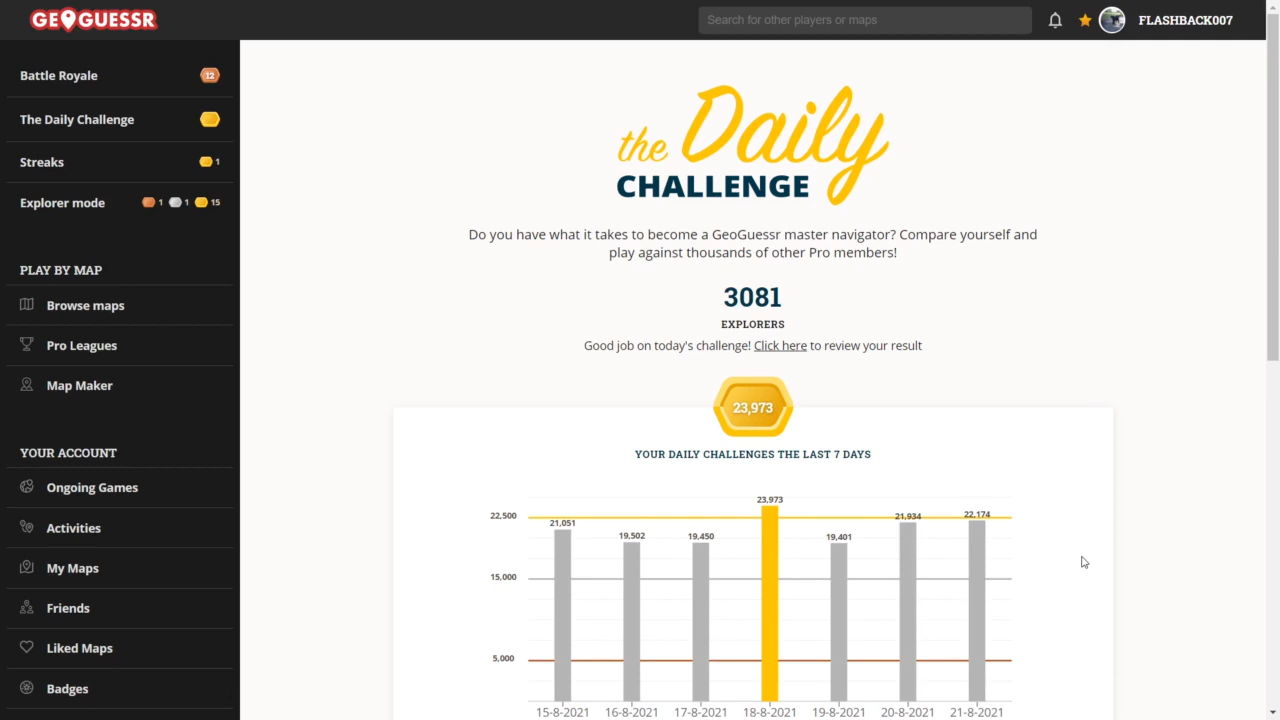 GEOGUESSR
Search for other players or maps
FLASHBACK007
Battle Royale 12
The Daily Challenge
Streaks 1
Explorer mode 1 1 15
PLAY BY MAP
Browse maps
Pro Leagues
Map Maker
YOUR ACCOUNT
Ongoing Games
Activities
My Maps
Friends
Liked Maps
Badges
the Daily
CHALLENGE
Do you have what it takes to become a GeoGuessr master navigator? Compare yourself and
play against thousands of other Pro members!
3081
EXPLORERS
Good job on today's challenge! Click here to review your result
23,973
YOUR DAILY CHALLENGES THE LAST 7 DAYS
22,500
15,000
5,000
21,051
19,502
19,450
23,973
19,401
21,934
22,174
15-8-2021 16-8-2021 17-8-2021 18-8-2021 19-8-2021 20-8-2021 21-8-2021